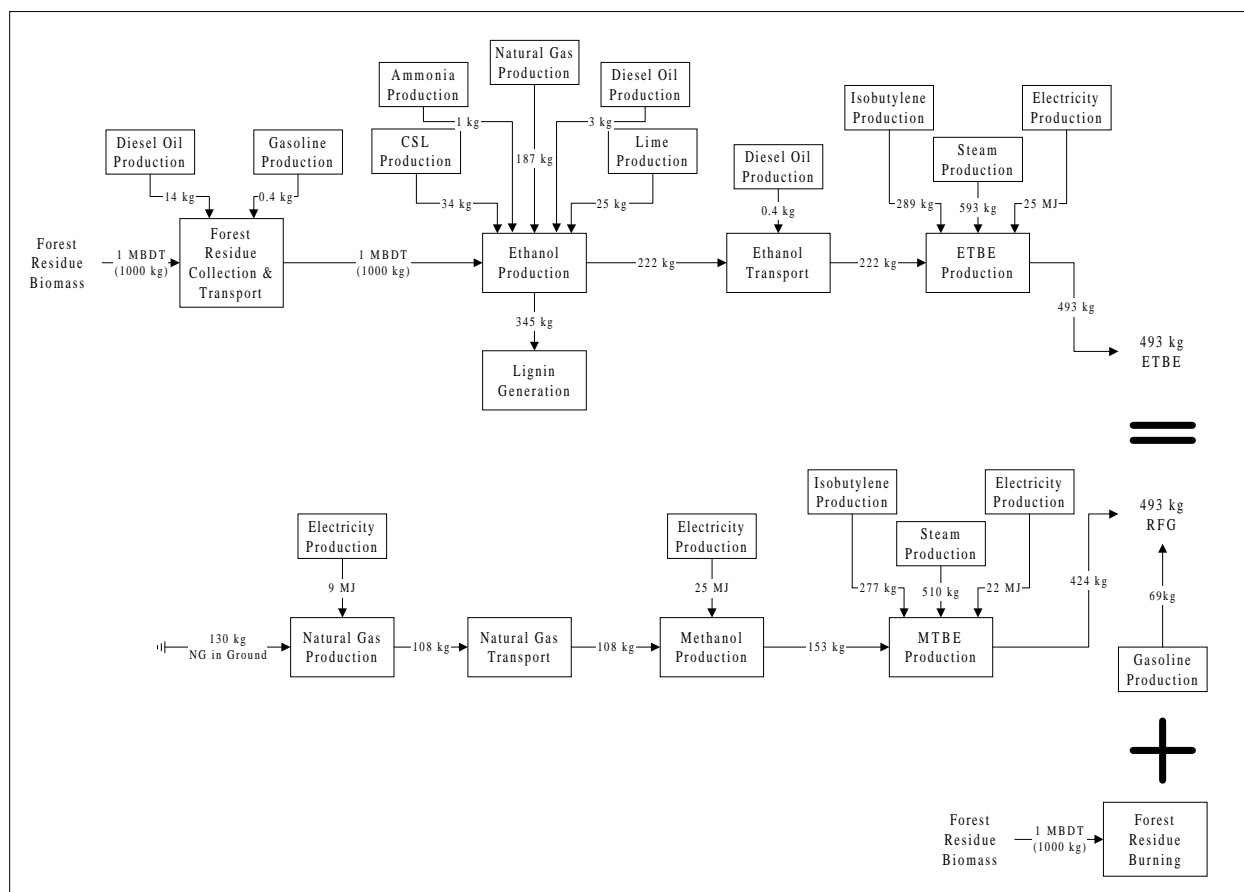 Natural Gas
Production
Ammonia
Production
Diesel Oil
Production
Isobutylene
Production
Electricity
Production
1 kg
3 kg
Diesel Oil
Production
Gasoline
Production
CSL
Production
187 kg
Lime
Production
Diesel Oil
Production
Steam
Production
14 kg
0.4 kg
34 kg
25 kg
0.4 kg
289 kg
593 kg
25 MJ
Forest
Residue
Biomass
1 MBDT
(1000 kg)
Forest
Residue
Collection &
Transport
1 MBDT
(1000 kg)
Ethanol
Production
222 kg
Ethanol
Transport
222 kg
ETBE
Production
493 kg
345 kg
493 kg
ETBE
Lignin
Generation
Isobutylene
Production
Electricity
Production
493 kg
RFG
Electricity
Production
Electricity
Production
Steam
Production
9 MJ
25 MJ
277 kg
510 kg
22 MJ
424 kg
69kg
130 kg
NG in Ground
Natural Gas
Production
108 kg
Natural Gas
Transport
108 kg
Methanol
Production
153 kg
MTBE
Production
Gasoline
Production
Forest
Residue
Biomass
1 MBDT
(1000 kg)
Forest
Residue
Burning